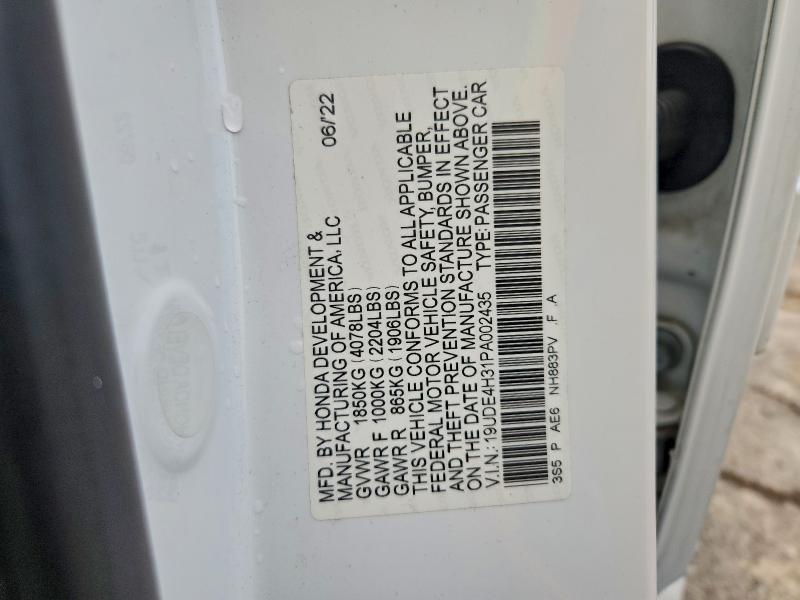 MFD. BY HONDA DEVELOPMENT & 06/'22
MANUFACTURING OF AMERICA, LLC
GVWR 1850KG (4078LBS)
GAWR F 1000KG (2204LBS)
GAWR R 865KG (1906LBS)
THIS VEHICLE CONFORMS TO ALL APPLICABLE
FEDERAL MOTOR VEHICLE SAFETY, BUMPER,
AND THEFT PREVENTION STANDARDS IN EFFECT
ON THE DATE OF MANUFACTURE SHOWN ABOVE.
V.I.N.: 19UDE4H31PA002435 TYPE: PASSENGER CAR
3S5 P AE6 NH883PV .F .A